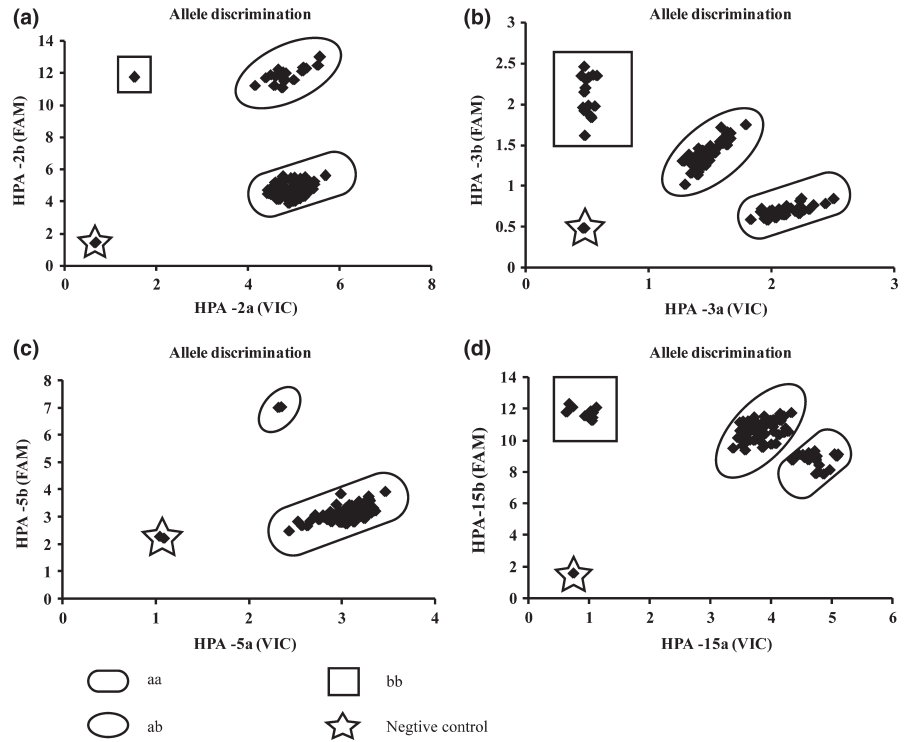 (a)
Allele discrimination
14
12
10
8
6
4
2
0
HPA -2b (FAM)
0 2 4 6 8
HPA -2a (VIC)
(b)
Allele discrimination
3
2.5
2
1.5
1
0.5
0
HPA -3b (FAM)
0 1 2 3
HPA -3a (VIC)
(c)
Allele discrimination
8
7
6
5
4
3
2
1
0
HPA -5b (FAM)
0 1 2 3 4
HPA -5a (VIC)
(d)
Allele discrimination
14
12
10
8
6
4
2
0
HPA-15b (FAM)
0 1 2 3 4 5 6
HPA -15a (VIC)
aa
bb
ab
Negtive control